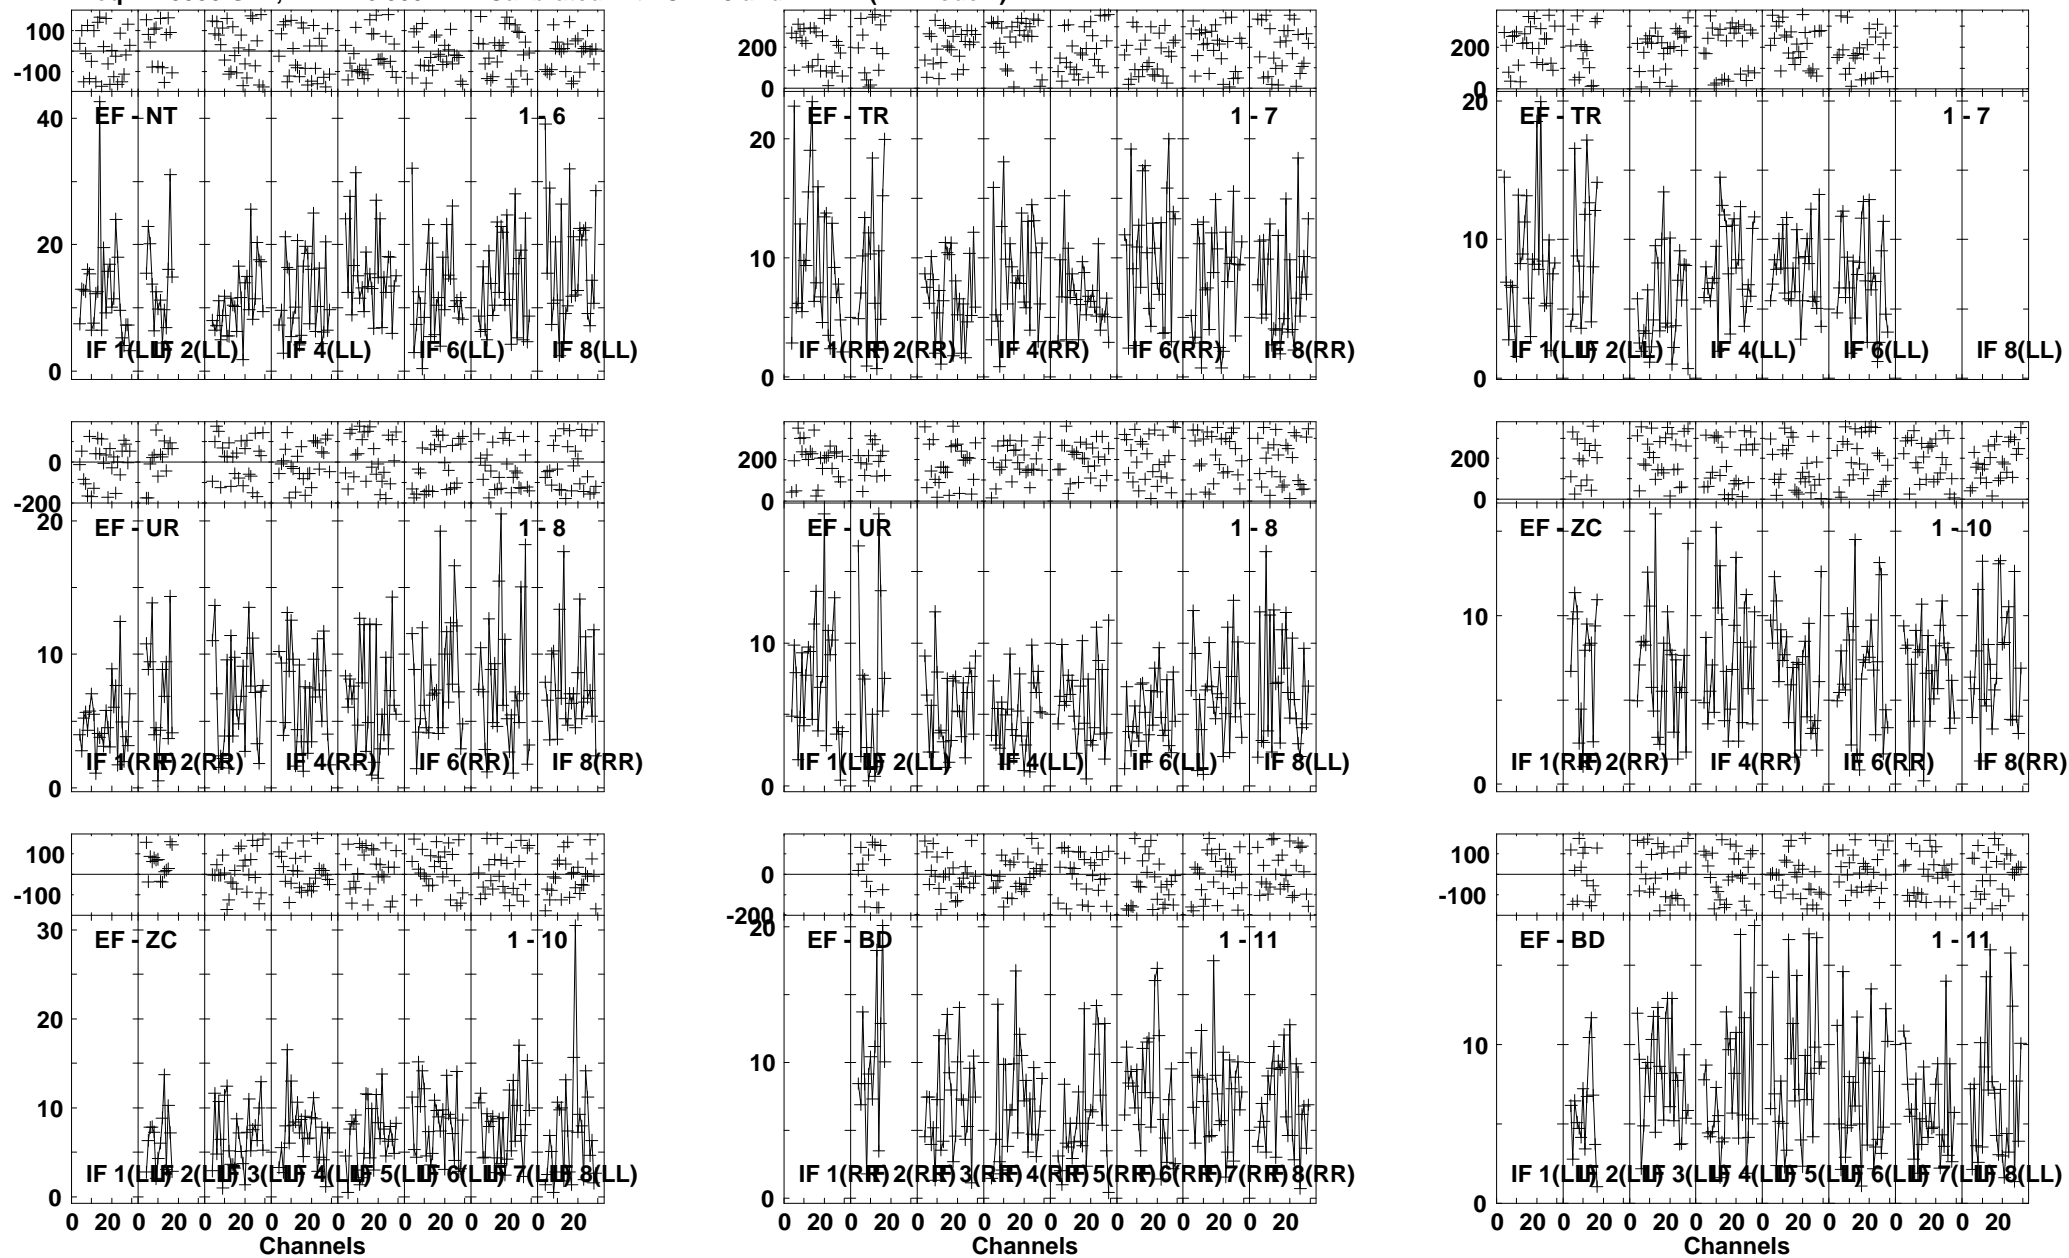 100
-100
40
20
0
EF - NT 1 - 6
IF 1(LL) IF 2(LL) IF 4(LL) IF 6(LL) IF 8(LL)
200
0
20
10
0
EF - TR 1 - 7
IF 1(RR) IF 2(RR) IF 4(RR) IF 6(RR) IF 8(RR)
200
0
20
10
0
EF - TR 1 - 7
IF 1(LL) IF 2(LL) IF 4(LL) IF 6(LL) IF 8(LL)
0
-200
20
10
0
EF - UR 1 - 8
IF 1(RR) IF 2(RR) IF 4(RR) IF 6(RR) IF 8(RR)
200
0
10
0
EF - UR 1 - 8
IF 1(LL) IF 2(LL) IF 4(LL) IF 6(LL) IF 8(LL)
200
0
10
0
EF - ZC 1 - 10
IF 1(RR) IF 2(RR) IF 4(RR) IF 6(RR) IF 8(RR)
100
-100
30
20
10
0
EF - ZC 1 - 10
IF 1(LL) IF 2(LL) IF 3(LL) IF 4(LL) IF 5(LL) IF 6(LL) IF 7(LL) IF 8(LL)
0 20 0 20 0 20 0 20 0 20 0 20 0 20 0 20
Channels
0
-200
20
10
0
EF - BD 1 - 11
IF 1(RR) IF 2(RR) IF 3(RR) IF 4(RR) IF 5(RR) IF 6(RR) IF 7(RR) IF 8(RR)
0 20 0 20 0 20 0 20 0 20 0 20 0 20 0 20
Channels
100
-100
10
0
EF - BD 1 - 11
IF 1(LL) IF 2(LL) IF 3(LL) IF 4(LL) IF 5(LL) IF 6(LL) IF 7(LL) IF 8(LL)
0 20 0 20 0 20 0 20 0 20 0 20 0 20 0 20
Channels